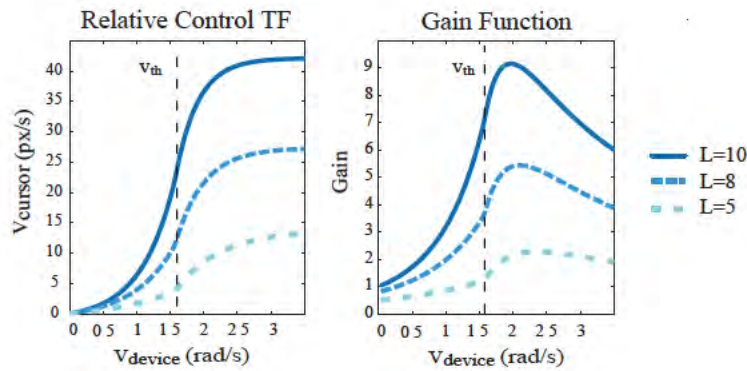 Relative Control TF
Gain Function
Vcursor (px/s)
40
35
30
25
20
15
10
5
0
vth
0 0 5 1 1 5 2 2 5 3
Vdevice (rad/s)
Gain
9
8
7
6
5
4
3
2
1
0
vth
0 0 5 1 1 5 2 2 5 3
Vdevice (rad/s)
L=10
L=8
L=5